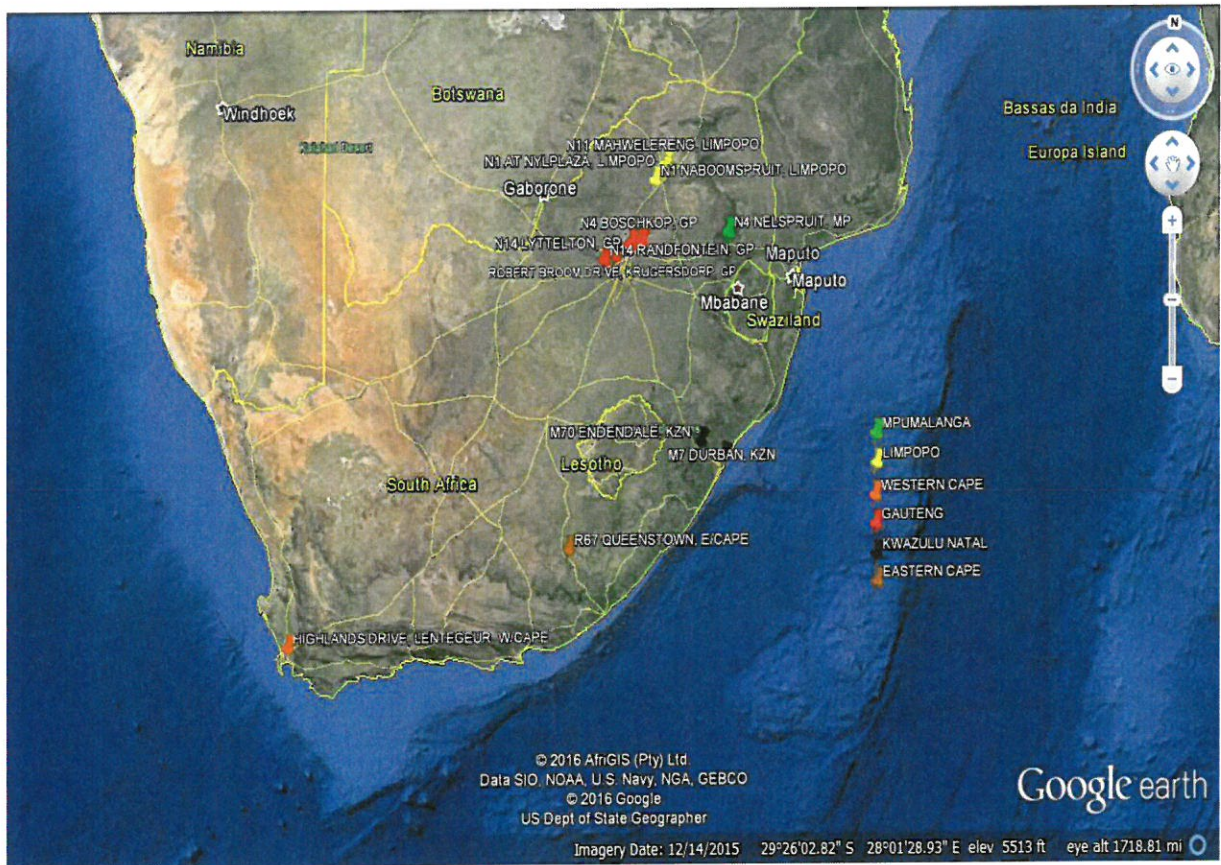 N
Namibia
Windhoek
Botswana
Kalahari Desert
Bassas da India
Europa Island
N11 MAHWELERENG, LIMPOPO
N1 AT NYLPLAZA, LIMPOPO
N1 NABOOMSPRUIT, LIMPOPO
Gaborone
N4 BOSCHKOP, GP
N4 NELSPRUIT, MP
N14 LYTTELTON, GP
N14 RANDFONTEIN, GP
Maputo
ROBERT BROOM DRIVE, KRUGERSDORP, GP
Maputo
Mbabane
Swaziland
M70 ENDENDALE, KZN
M7 DURBAN, KZN
Lesotho
South Africa
R67 QUEENSTOWN, E/CAPE
HIGHLANDS DRIVE, LENTEGEUR, W/CAPE
MPUMALANGA
LIMPOPO
WESTERN CAPE
GAUTENG
KWAZULU NATAL
EASTERN CAPE
© 2016 AfriGIS (Pty) Ltd.
Data SIO, NOAA, U.S. Navy, NGA, GEBCO
© 2016 Google
US Dept of State Geographer
Google earth
Imagery Date: 12/14/2015 29°26'02.82" S 28°01'28.93" E elev 5513 ft eye alt 1718.81 mi